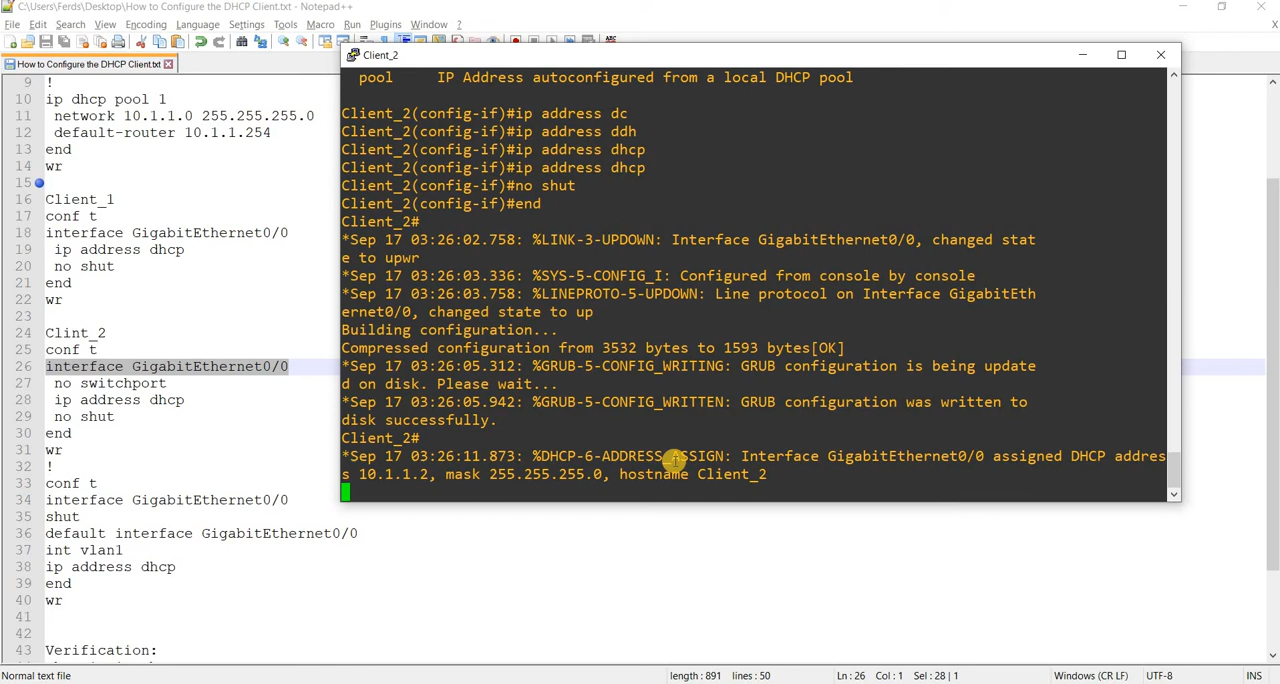 C:\Users\Ferds\Desktop\How to Configure the DHCP Client.txt - Notepad++
File Edit Search View Encoding Language Settings Tools Macro Run Plugins Window ?
X
How to Configure the DHCP Client.txt
9 !
10 ip dhcp pool 1
11 network 10.1.1.0 255.255.255.0
12 default-router 10.1.1.254
13 end
14 wr
15
16 Client_1
17 conf t
18 interface GigabitEthernet0/0
19 ip address dhcp
20 no shut
21 end
22 wr
23
24 Clint_2
25 conf t
26 interface GigabitEthernet0/0
27 no switchport
28 ip address dhcp
29 no shut
30 end
31 wr
32 !
33 conf t
34 interface GigabitEthernet0/0
35 shut
36 default interface GigabitEthernet0/0
37 int vlan1
38 ip address dhcp
39 end
40 wr
41
42
43 Verification:
Client_2
pool IP Address autoconfigured from a local DHCP pool
Client_2(config-if)#ip address dc
Client_2(config-if)#ip address ddh
Client_2(config-if)#ip address dhcp
Client_2(config-if)#ip address dhcp
Client_2(config-if)#no shut
Client_2(config-if)#end
Client_2#
*Sep 17 03:26:02.758: %LINK-3-UPDOWN: Interface GigabitEthernet0/0, changed stat
e to upwr
*Sep 17 03:26:03.336: %SYS-5-CONFIG_I: Configured from console by console
*Sep 17 03:26:03.758: %LINEPROTO-5-UPDOWN: Line protocol on Interface GigabitEth
ernet0/0, changed state to up
Building configuration...
Compressed configuration from 3532 bytes to 1593 bytes[OK]
*Sep 17 03:26:05.312: %GRUB-5-CONFIG_WRITING: GRUB configuration is being update
d on disk. Please wait...
*Sep 17 03:26:05.942: %GRUB-5-CONFIG_WRITTEN: GRUB configuration was written to
disk successfully.
Client_2#
*Sep 17 03:26:11.873: %DHCP-6-ADDRESS_ASSIGN: Interface GigabitEthernet0/0 assigned DHCP addres
s 10.1.1.2, mask 255.255.255.0, hostname Client_2
Normal text file length : 891 lines : 50 Ln : 26 Col : 1 Sel : 28 | 1 Windows (CR LF) UTF-8 INS